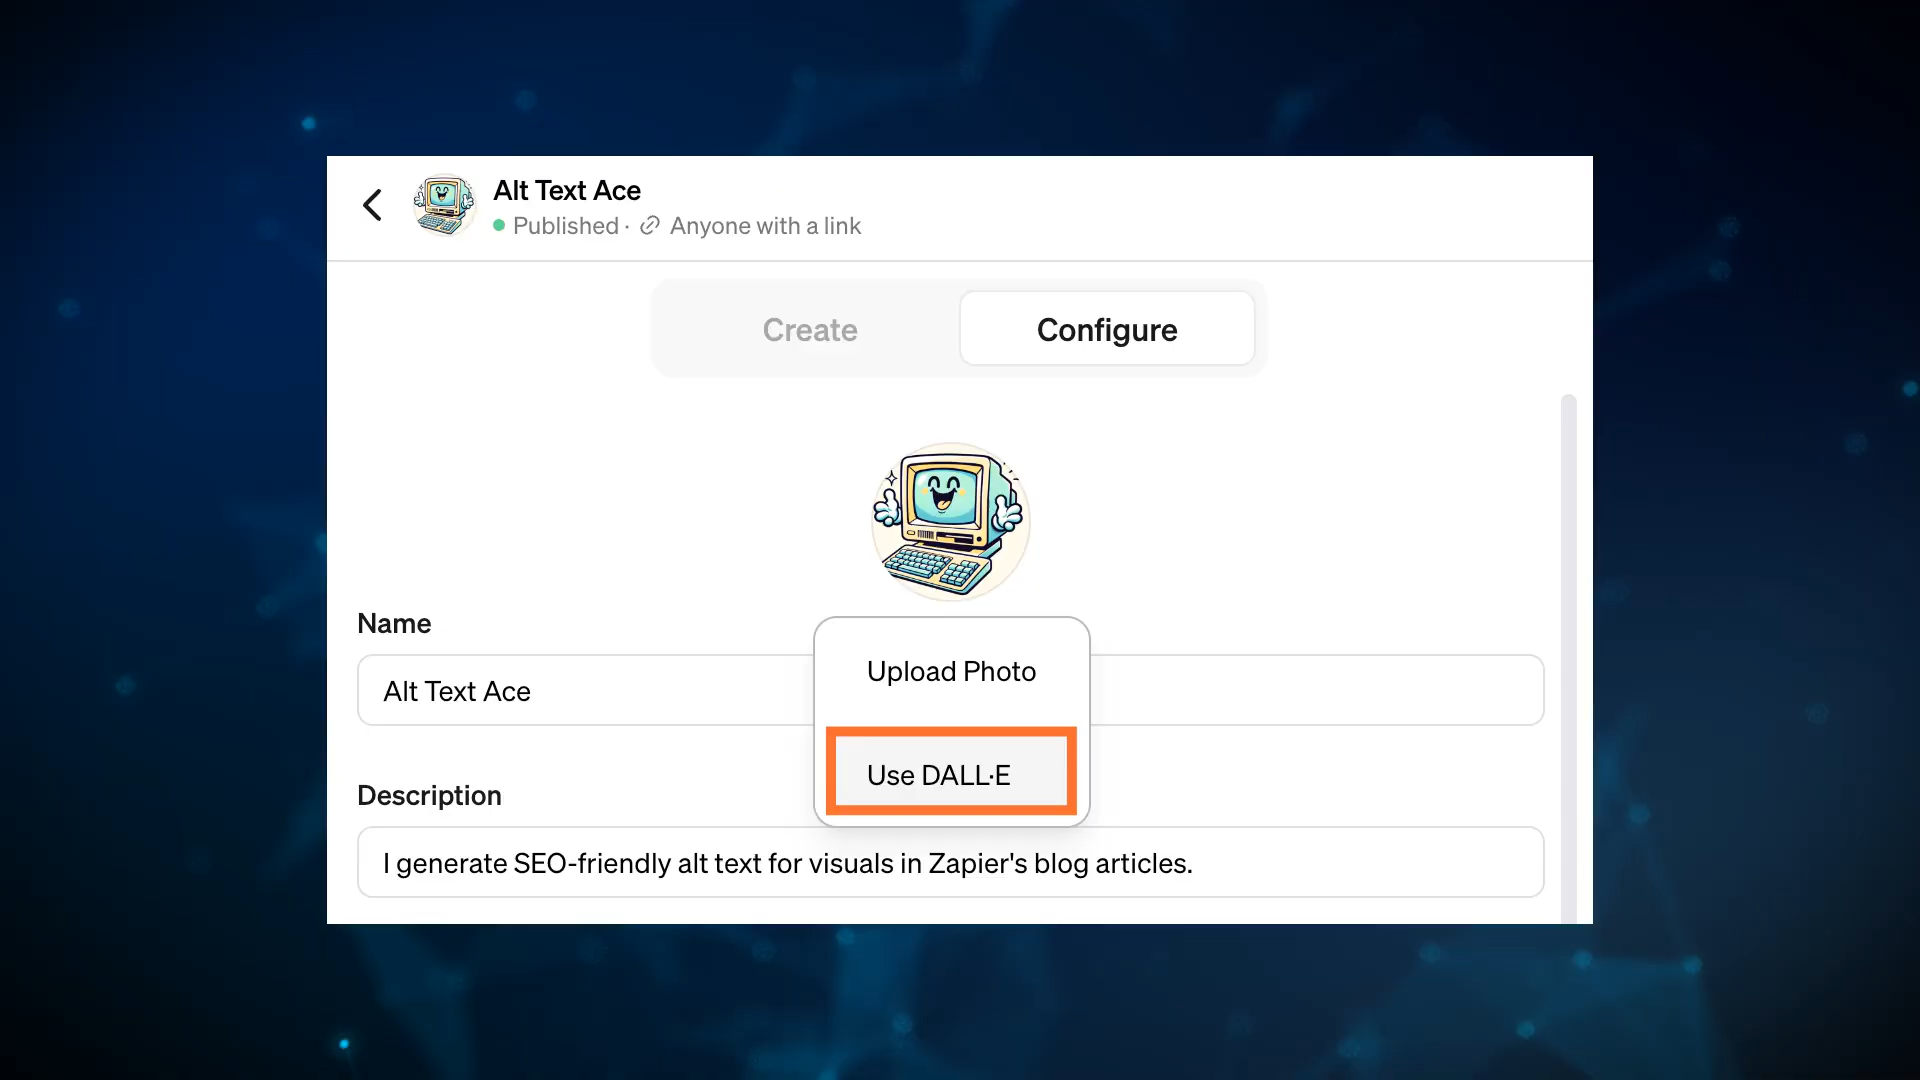 Alt Text Ace
Published · Anyone with a link
Create
Configure
Name
Alt Text Ace
Upload Photo
Use DALL·E
Description
I generate SEO-friendly alt text for visuals in Zapier's blog articles.